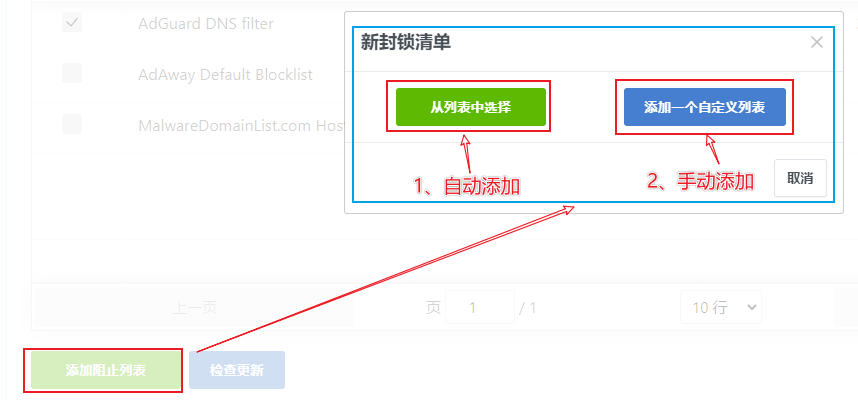 AdGuard DNS filter
AdAway Default Blocklist
MalwareDomainList.com Hos
新封锁清单
从列表中选择
添加一个自定义列表
1、自动添加
2、手动添加
取消
上一页
页 1 / 1
10 行
添加阻止列表
检查更新